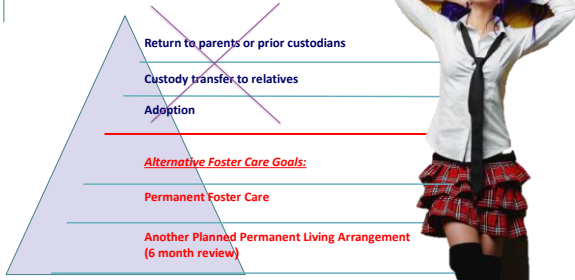 Return to parents or prior custodians
Custody transfer to relatives
Adoption
Alternative Foster Care Goals:
Permanent Foster Care
Another Planned Permanent Living Arrangement
(6 month review)